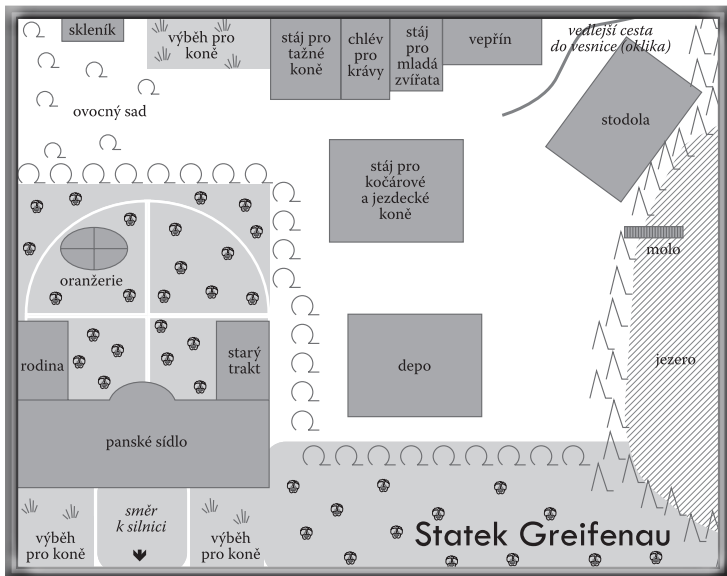 skleník
výběh pro
koně
stáj pro
tažné
koně
chlév
pro
krávy
stáj
pro
mladá
zvířata
vepřín
vedlejší cesta
do vesnice (oklika)
ovocný sad
stodola
stáj pro
kočárové
a jezdecké
koně
molo
oranžerie
rodina
starý
trakt
depo
jezero
panské sídlo
výběh
pro koně
směr
k silnici
výběh
pro koně
Statek Greifenau